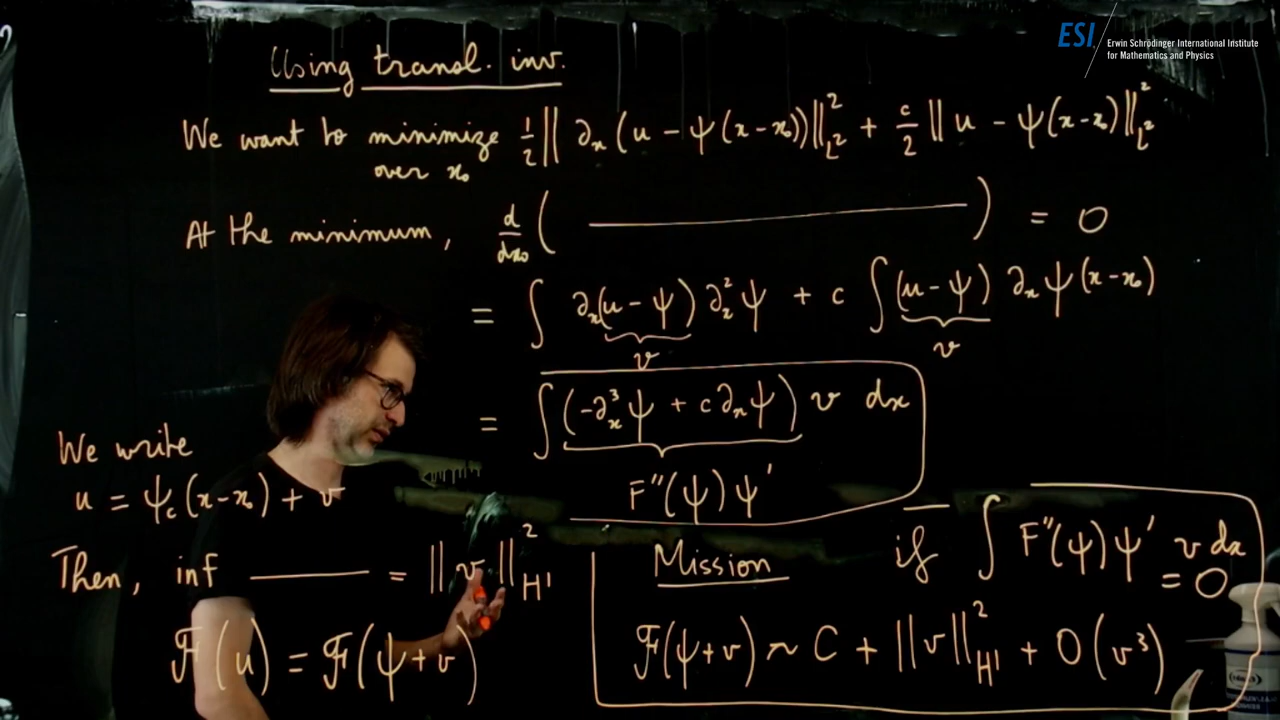 ESI
Erwin Schrödinger International Institute
for Mathematics and Physics
Using transl. inv.
We want to minimize 1/2 || ∂ₓ (u − ψ(x−x₀)) ||²_{L²} + c/2 || u − ψ(x−x₀) ||²_{L²}
over x₀
At the minimum, d/dx₀ ( ——— ) = 0
= ∫ ∂ₓ(u − ψ) ∂ₓ²ψ + c ∫ (u − ψ) ∂ₓψ(x−x₀)
v v
= ∫ (−∂ₓ³ψ + c ∂ₓψ) v dx
F''(ψ)ψ'
We write
u = ψ_c(x−x₀) + v
Then, inf ——— = || v ||²_{H¹}
ℱ(u) = ℱ(ψ+v)
Mission if ∫ F''(ψ)ψ' v dx = 0
ℱ(ψ+v) ~ C + ||v||²_{H¹} + O(v³)